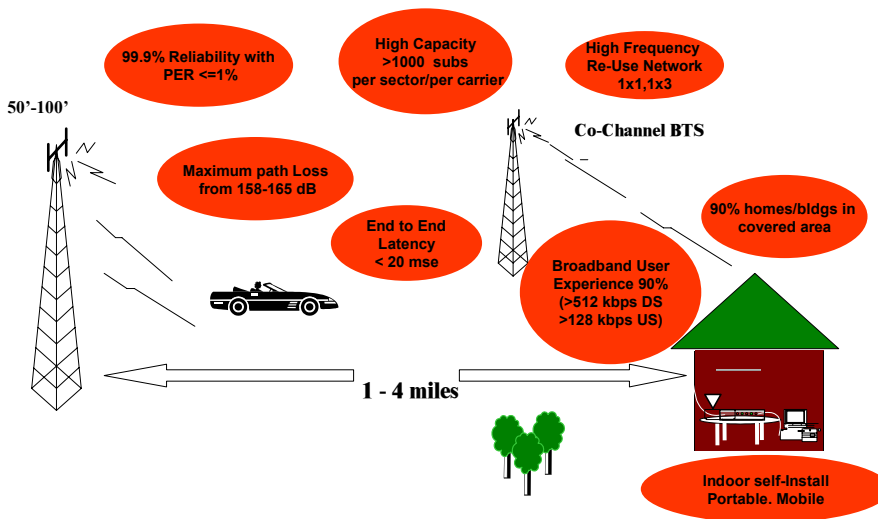 99.9% Reliability with
PER <=1%
High Capacity
>1000 subs
per sector/per carrier
High Frequency
Re-Use Network
1x1,1x3
50'-100'
Co-Channel BTS
Maximum path Loss
from 158-165 dB
90% homes/bldgs in
covered area
End to End
Latency
< 20 mse
Broadband User
Experience 90%
(>512 kbps DS
>128 kbps US)
1 - 4 miles
Indoor self-Install
Portable. Mobile